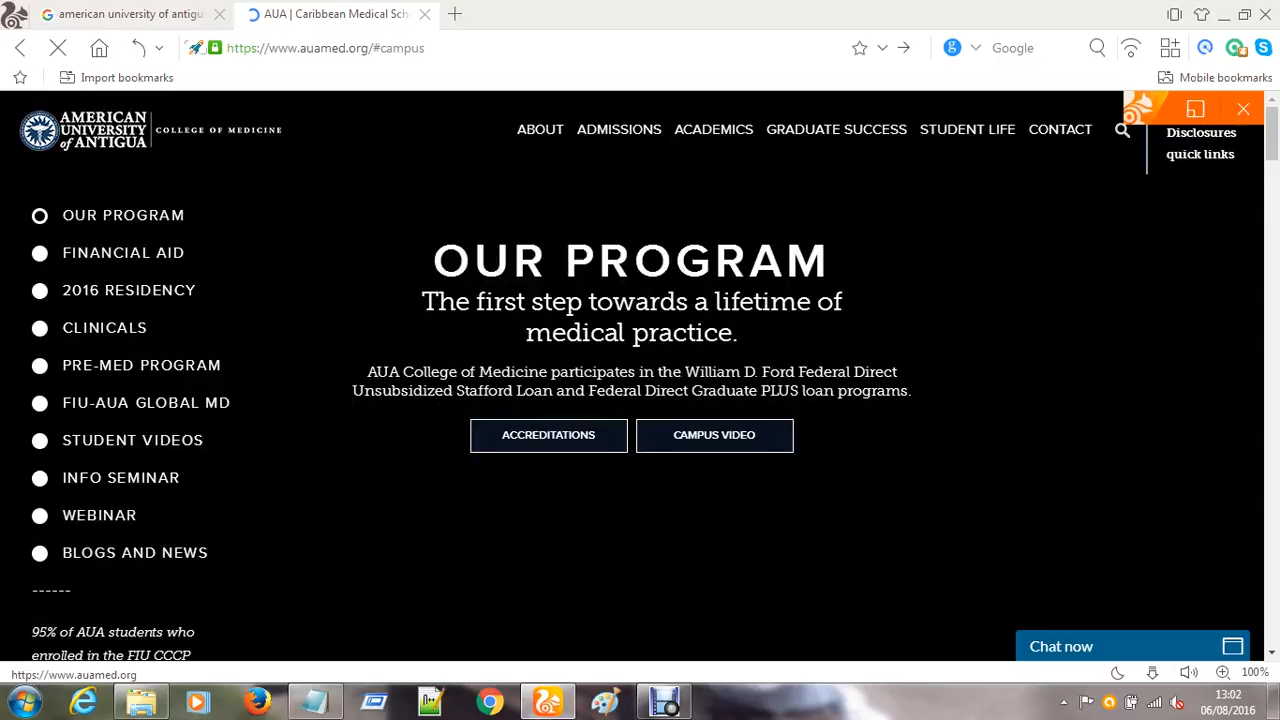 american university of antigu
AUA | Caribbean Medical Sch
https://www.auamed.org/#campus
Google
Import bookmarks
Mobile bookmarks
AMERICAN
UNIVERSITY
of ANTIGUA
COLLEGE OF MEDICINE
ABOUT ADMISSIONS ACADEMICS GRADUATE SUCCESS STUDENT LIFE CONTACT
Disclosures
quick links
OUR PROGRAM
FINANCIAL AID
2016 RESIDENCY
CLINICALS
PRE-MED PROGRAM
FIU-AUA GLOBAL MD
STUDENT VIDEOS
INFO SEMINAR
WEBINAR
BLOGS AND NEWS
------
95% of AUA students who
enrolled in the FIU CCCP
OUR PROGRAM
The first step towards a lifetime of
medical practice.
AUA College of Medicine participates in the William D. Ford Federal Direct
Unsubsidized Stafford Loan and Federal Direct Graduate PLUS loan programs.
ACCREDITATIONS
CAMPUS VIDEO
Chat now
https://www.auamed.org
100%
13:02
06/08/2016